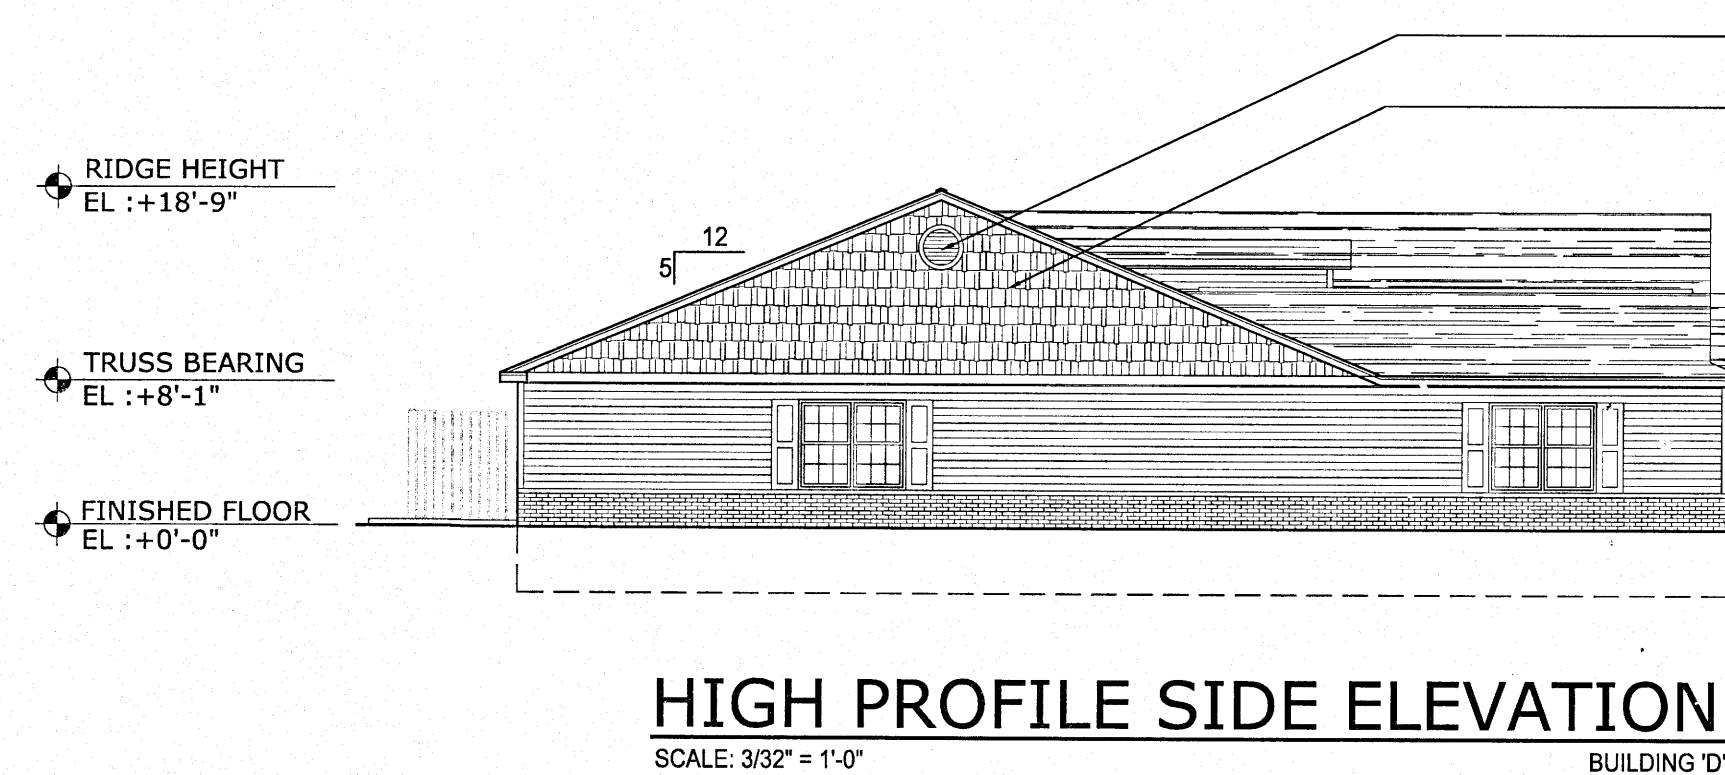 RIDGE HEIGHT
EL :+18'-9"
12
5
TRUSS BEARING
EL :+8'-1"
FINISHED FLOOR
EL :+0'-0"
HIGH PROFILE SIDE ELEVATION
SCALE: 3/32" = 1'-0"
BUILDING 'D'